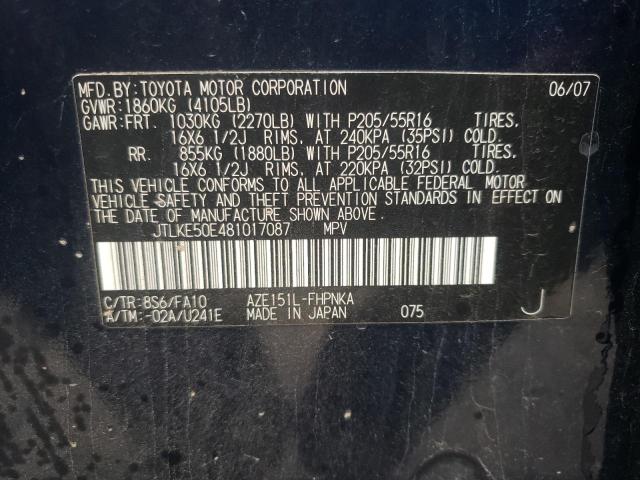 MFD. BY: TOYOTA MOTOR CORPORATION 06/07
GVWR: 1860KG (4105LB)
GAWR: FRT. 1030KG (2270LB) WITH P205/55R16 TIRES,
16X6 1/2J RIMS, AT 240KPA (35PSI) COLD.
RR. 855KG (1880LB) WITH P205/55R16 TIRES,
16X6 1/2J RIMS, AT 220KPA (32PSI) COLD.
THIS VEHICLE CONFORMS TO ALL APPLICABLE FEDERAL MOTOR
VEHICLE SAFETY AND THEFT PREVENTION STANDARDS IN EFFECT ON
THE DATE OF MANUFACTURE SHOWN ABOVE.
JTLKE50E481017087 MPV
C/TR: 8S6/FA10 AZE151L-FHPNKA
A/TM: -02A/U241E MADE IN JAPAN 075 J